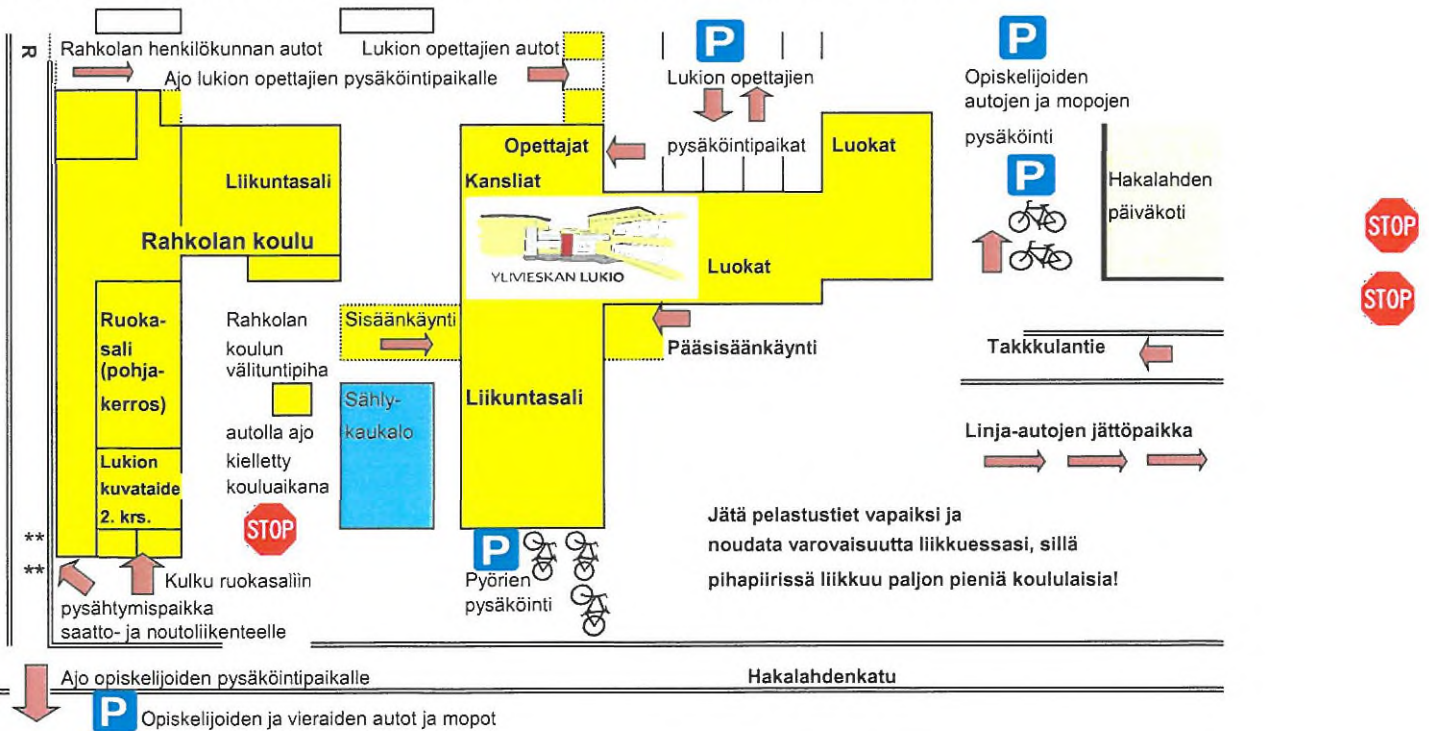 R
Rahkolan henkilökunnan autot
Lukion opettajien autot
Ajo lukion opettajien pysäköintipaikalle
P
Lukion opettajien
pysäköintipaikat
P
Opiskelijoiden
autojen ja mopojen
pysäköinti
P
Hakalahden
päiväkoti
STOP
STOP
Liikuntasali
Rahkolan koulu
Opettajat
Kansliat
YLIVIESKAN LUKIO
Luokat
Luokat
Ruoka-
sali
(pohja-
kerros)
Lukion
kuvataide
2. krs.
Rahkolan
koulun
välituntipiha
autolla ajo
kielletty
kouluaikana
STOP
Sisäänkäynti
Sähly-
kaukalo
Liikuntasali
Pääsisäänkäynti
Takkkulantie
Linja-autojen jättöpaikka
Jätä pelastustiet vapaiksi ja
noudata varovaisuutta liikkuessasi, sillä
pihapiirissä liikkuu paljon pieniä koululaisia!
**
**
Kulku ruokasaliin
pysähtymispaikka
saatto- ja noutoliikenteelle
P
Pyörien
pysäköinti
Ajo opiskelijoiden pysäköintipaikalle
Hakalahdenkatu
P
Opiskelijoiden ja vieraiden autot ja mopot